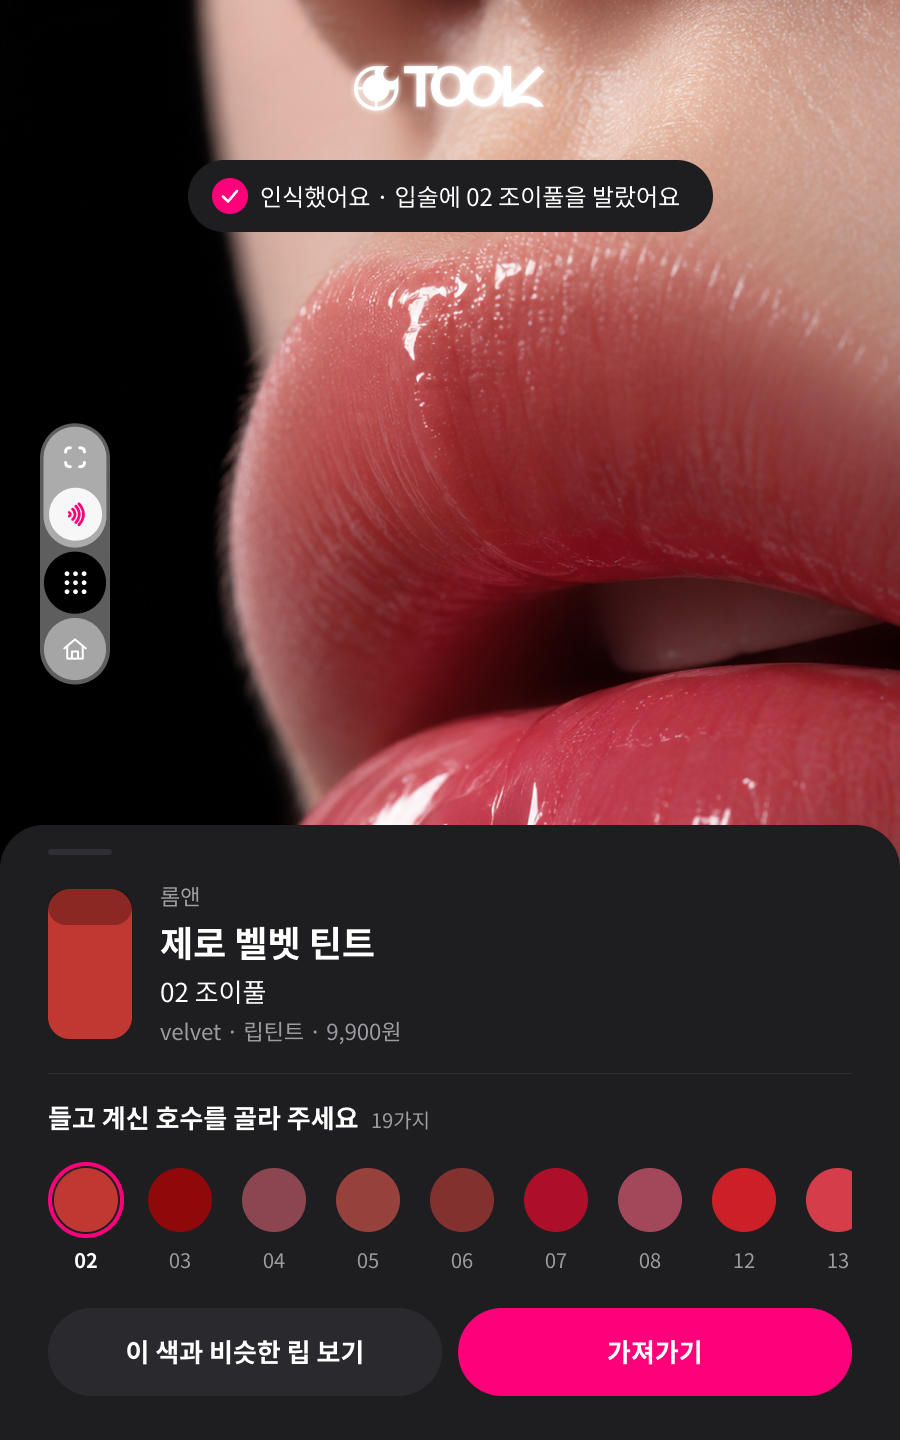 TOOK
인식했어요 · 입술에 02 조이풀을 발랐어요
롬앤
제로 벨벳 틴트
02 조이풀
velvet · 립틴트 · 9,900원
들고 계신 호수를 골라 주세요 19가지
02 03 04 05 06 07 08 12 13
이 색과 비슷한 립 보기
가져가기